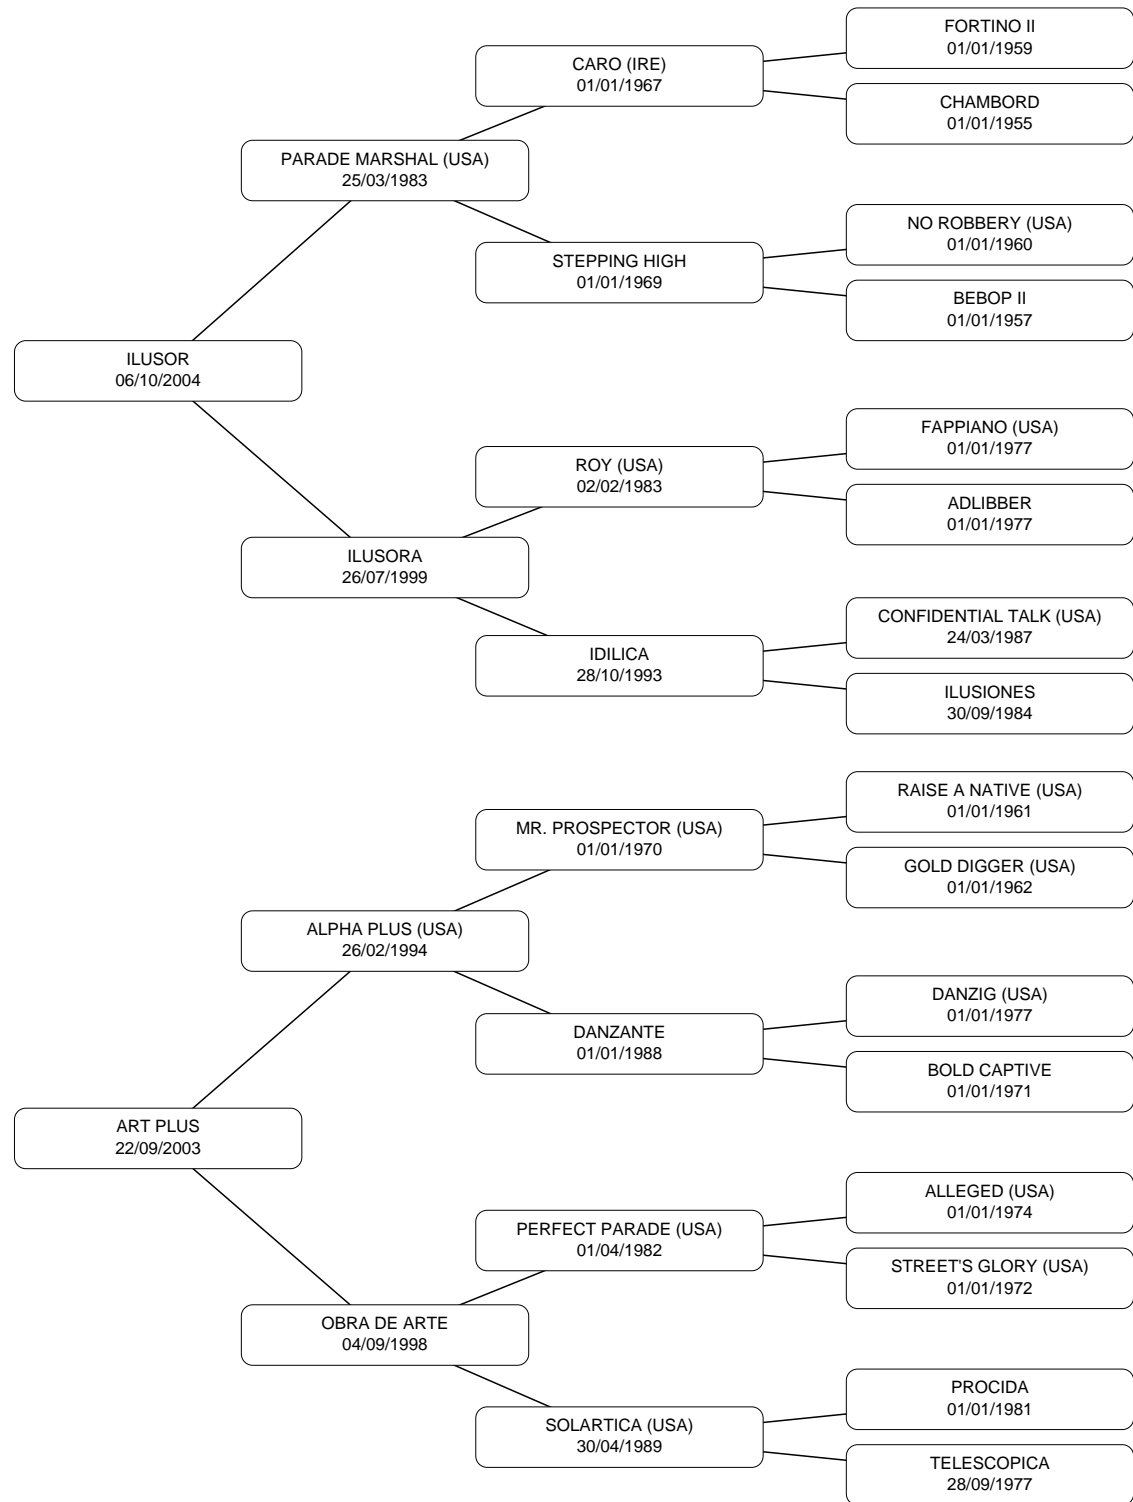 FORTINO II
01/01/1959
CARO (IRE)
01/01/1967
CHAMBORD
01/01/1955
PARADE MARSHAL (USA)
25/03/1983
NO ROBBERY (USA)
01/01/1960
STEPPING HIGH
01/01/1969
BEBOP II
01/01/1957
ILUSOR
06/10/2004
FAPPIANO (USA)
01/01/1977
ROY (USA)
02/02/1983
ADLIBBER
01/01/1977
ILUSORA
26/07/1999
CONFIDENTIAL TALK (USA)
24/03/1987
IDILICA
28/10/1993
ILUSIONES
30/09/1984
RAISE A NATIVE (USA)
01/01/1961
MR. PROSPECTOR (USA)
01/01/1970
GOLD DIGGER (USA)
01/01/1962
ALPHA PLUS (USA)
26/02/1994
DANZIG (USA)
01/01/1977
DANZANTE
01/01/1988
BOLD CAPTIVE
01/01/1971
ART PLUS
22/09/2003
ALLEGED (USA)
01/01/1974
PERFECT PARADE (USA)
01/04/1982
STREET'S GLORY (USA)
01/01/1972
OBRA DE ARTE
04/09/1998
PROCIDA
01/01/1981
SOLARTICA (USA)
30/04/1989
TELESCOPICA
28/09/1977